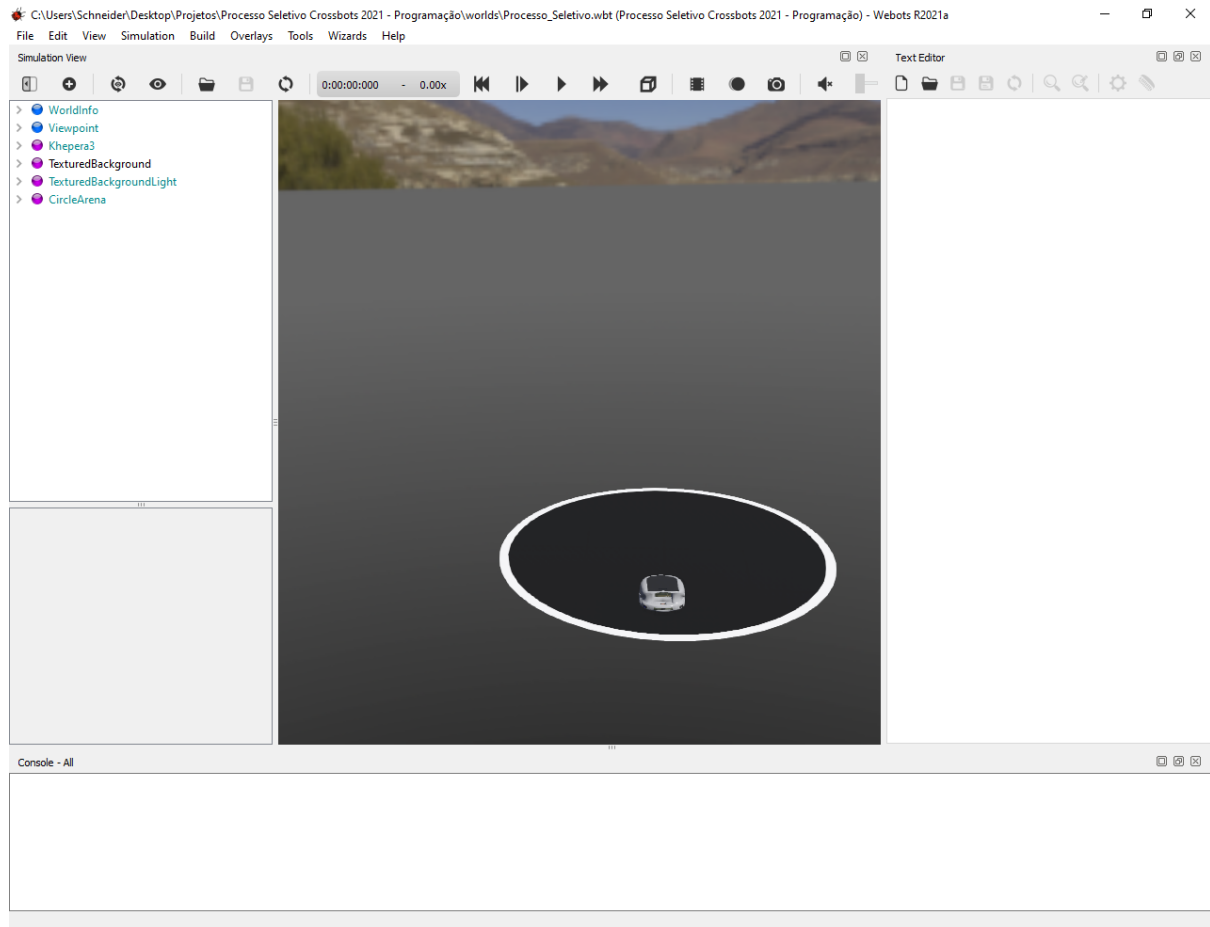 C:\Users\Schneider\Desktop\Projetos\Processo Seletivo Crossbots 2021 - Programação\worlds\Processo_Seletivo.wbt (Processo Seletivo Crossbots 2021 - Programação) - Webots R2021a
File Edit View Simulation Build Overlays Tools Wizards Help
Simulation View
Text Editor
0:00:00:000 - 0.00x
WorldInfo
Viewpoint
Khepera3
TexturedBackground
TexturedBackgroundLight
CircleArena
Console - All